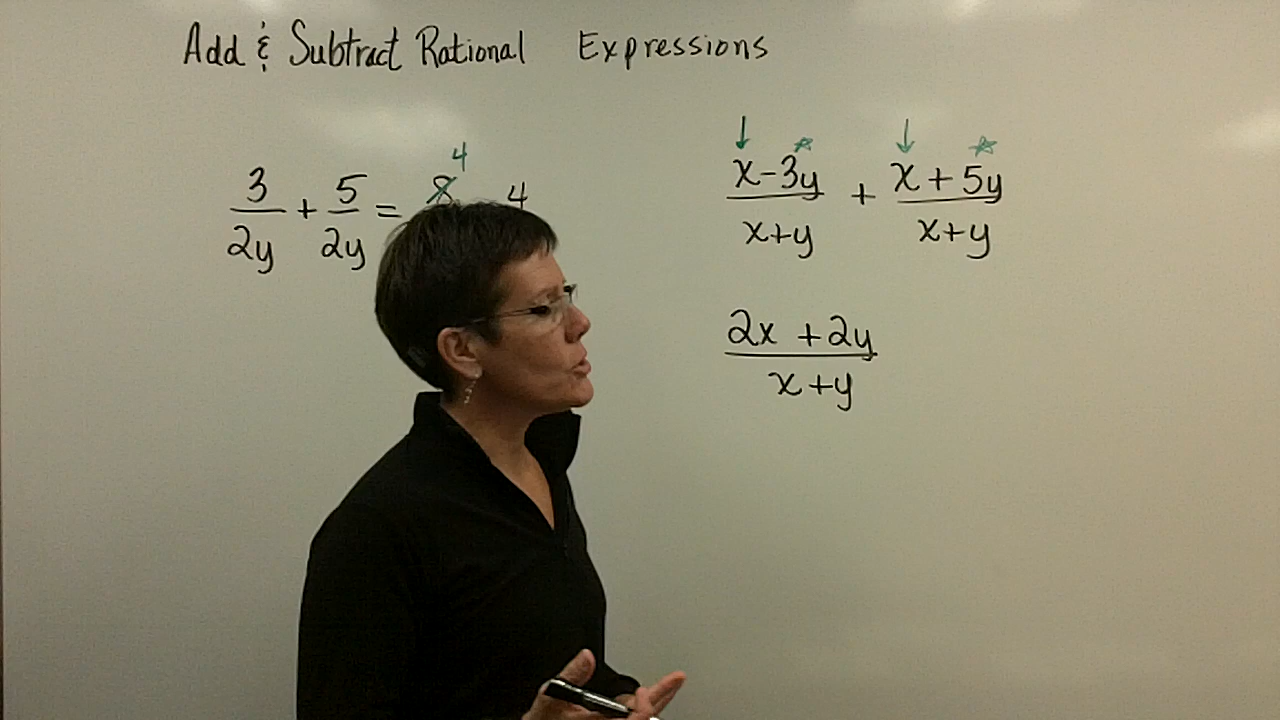 Add & Subtract Rational Expressions
3/2y + 5/2y = 8 4 4
x-3y/x+y + x+5y/x+y
2x +2y/x+y